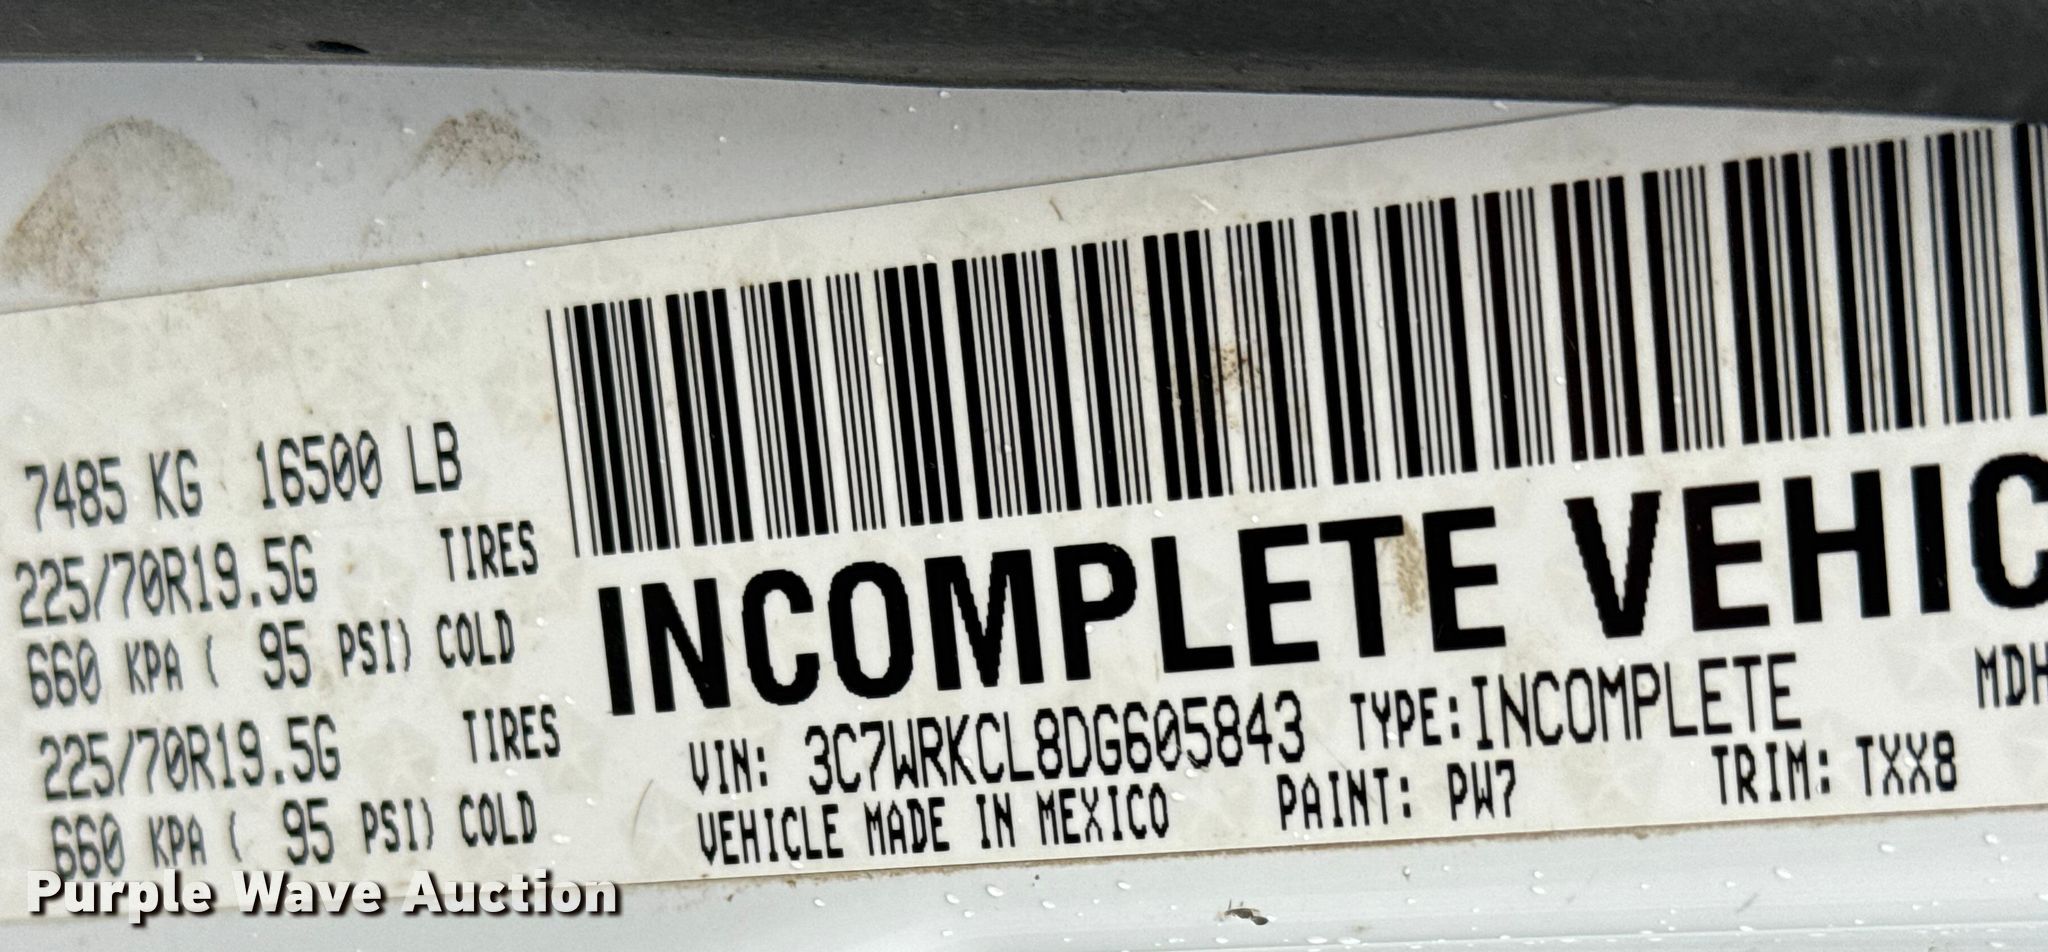 7485 KG 16500 LB
225/70R19.5G TIRES
660 KPA ( 95 PSI) COLD
225/70R19.5G TIRES
660 KPA ( 95 PSI) COLD
INCOMPLETE VEHIC
VIN: 3C7WRKCL8DG605843 TYPE:INCOMPLETE MDH
VEHICLE MADE IN MEXICO PAINT: PW7 TRIM: TXX8
Purple Wave Auction